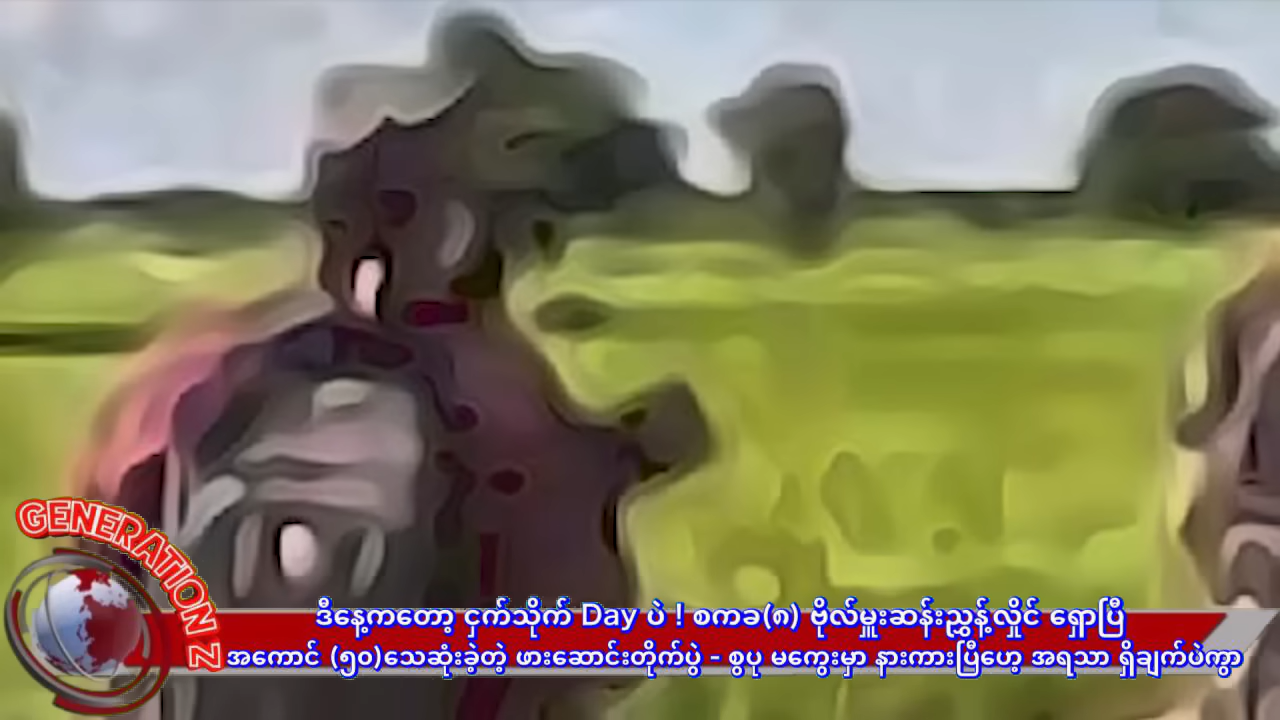 GENERATION Z
ဒီနေ့ကတော့ ငှက်သိုက် Day ပဲ ! စကခ(၈) ဗိုလ်မှူးဆန်းညွှန့်လှိုင် ရှောပြီ
အကောင် (၅၀)သေဆုံးခဲ့တဲ့ ဖားဆောင်းတိုက်ပွဲ - စွပု မကွေးမှာ နားကားပြီဟေ့ အရသာ ရှိချက်ပဲကွာ